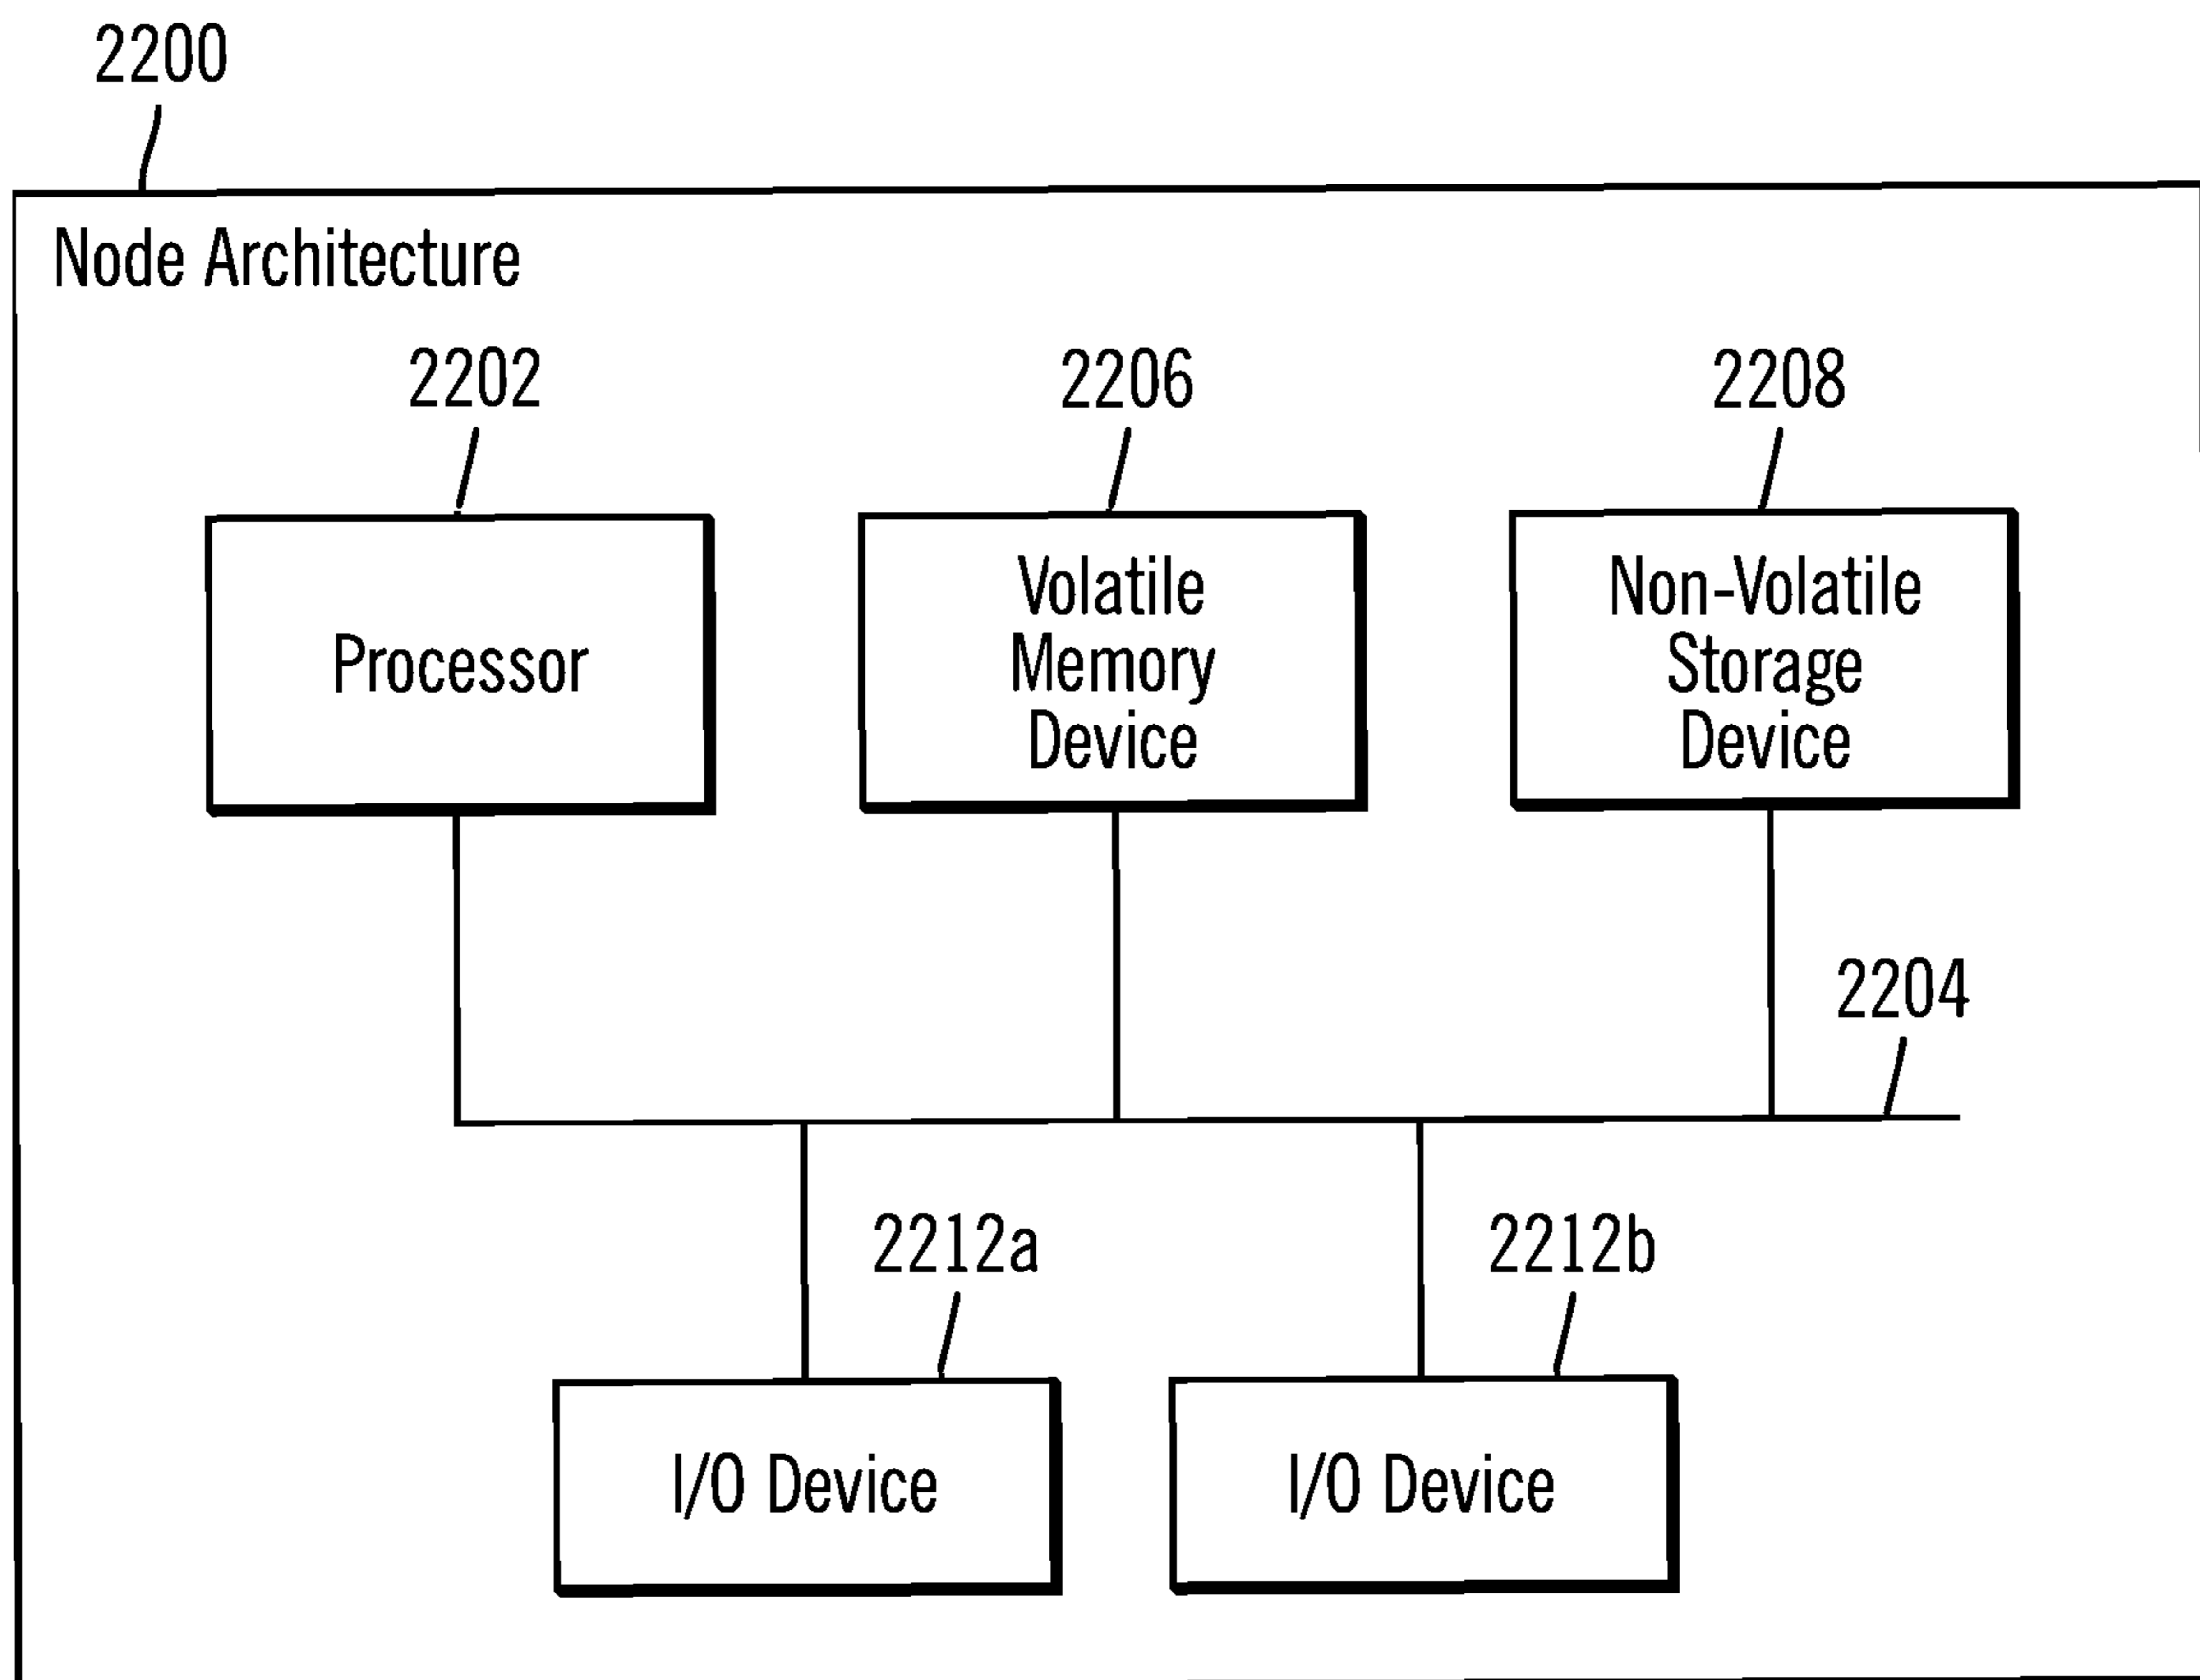 2200
Node Architecture
2202
2206
2208
Processor
Volatile
Memory
Device
Non-Volatile
Storage
Device
2204
2212a
2212b
I/O Device
I/O Device